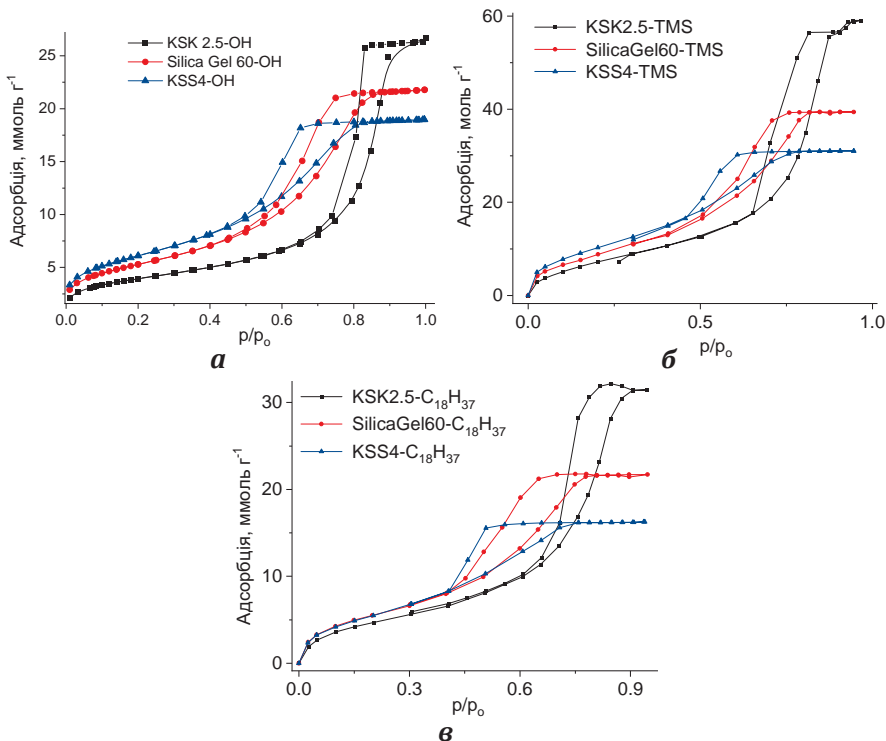 KSK 2.5-OH
Silica Gel 60-OH
KSS4-OH
Адсорбція, ммоль г⁻¹
25
20
15
10
5
0.0 0.2 0.4 0.6 0.8 1.0
p/pₒ
а
KSK2.5-TMS
SilicaGel60-TMS
KSS4-TMS
Адсорбція, моль г⁻¹
60
40
20
0
0.0 0.5 1.0
p/pₒ
б
KSK2.5-C₁₈H₃₇
SilicaGel60-C₁₈H₃₇
KSS4-C₁₈H₃₇
Адсорбція, ммоль г⁻¹
30
20
10
0
0.0 0.3 0.6 0.9
p/pₒ
в